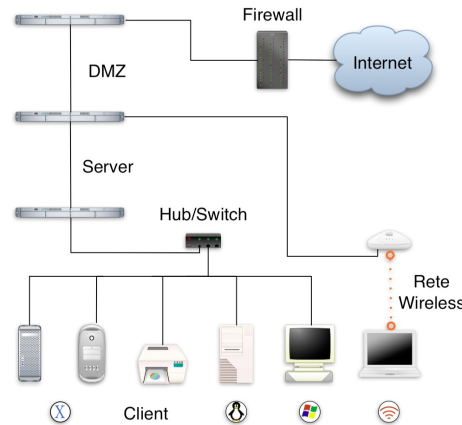 Firewall
Internet
DMZ
Server
Hub/Switch
Rete
Wireless
X
Client